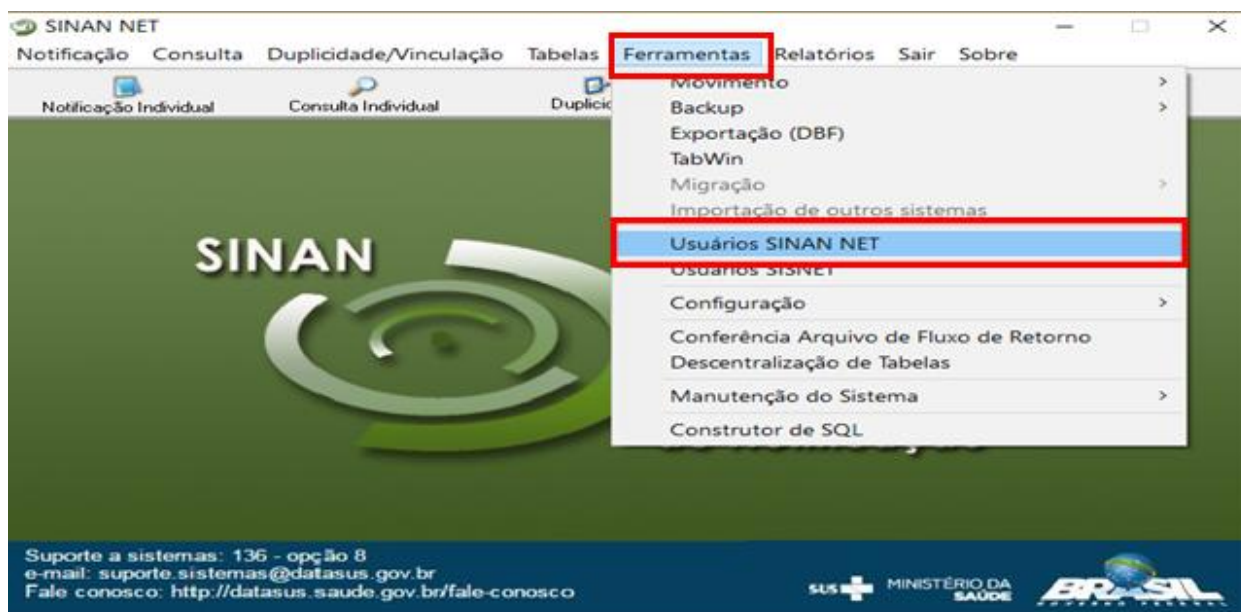 SINAN NET
Notificação Consulta Duplicidade/Vinculação Tabelas Ferramentas Relatórios Sair Sobre
Notificação Individual Consulta Individual
Movimento
Backup
Exportação (DBF)
TabWin
Migração
Importação de outros sistemas
Usuários SINAN NET
Usuários SISNET
Configuração
Conferência Arquivo de Fluxo de Retorno
Descentralização de Tabelas
Manutenção do Sistema
Construtor de SQL
SINAN
Suporte a sistemas: 136 - opção 8
e-mail: suporte.sistemas@datasus.gov.br
Fale conosco: http://datasus.saude.gov.br/fale-conosco
SUS MINISTÉRIO DA SAÚDE
BRASIL